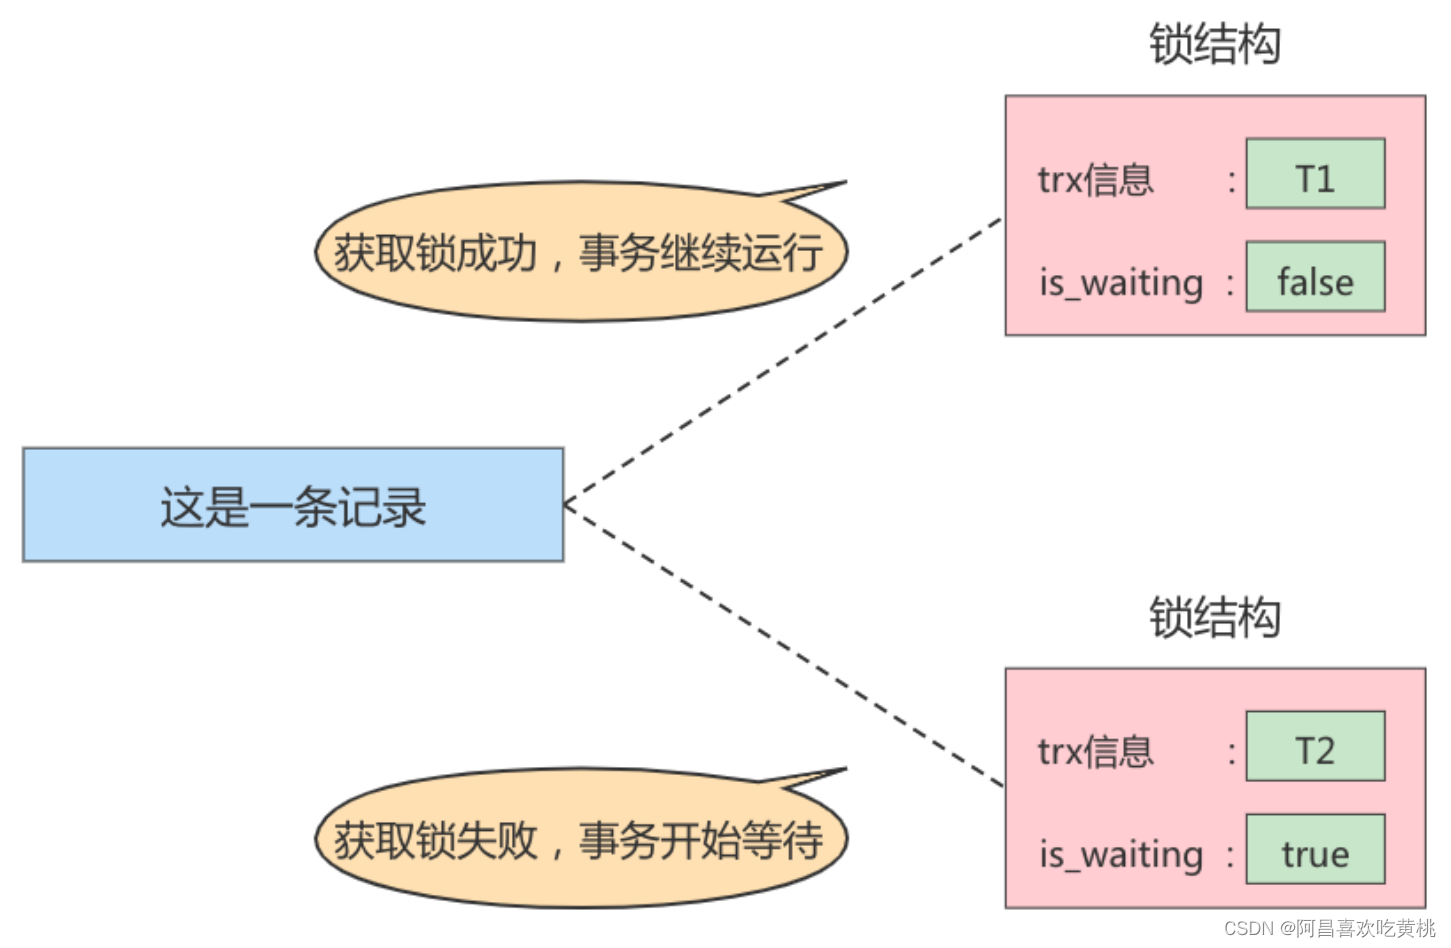 锁结构
trx信息 : T1
获取锁成功，事务继续运行
is_waiting : false
这是一条记录
锁结构
trx信息 : T2
获取锁失败，事务开始等待
is_waiting : true
CSDN @阿昌喜欢吃黄桃